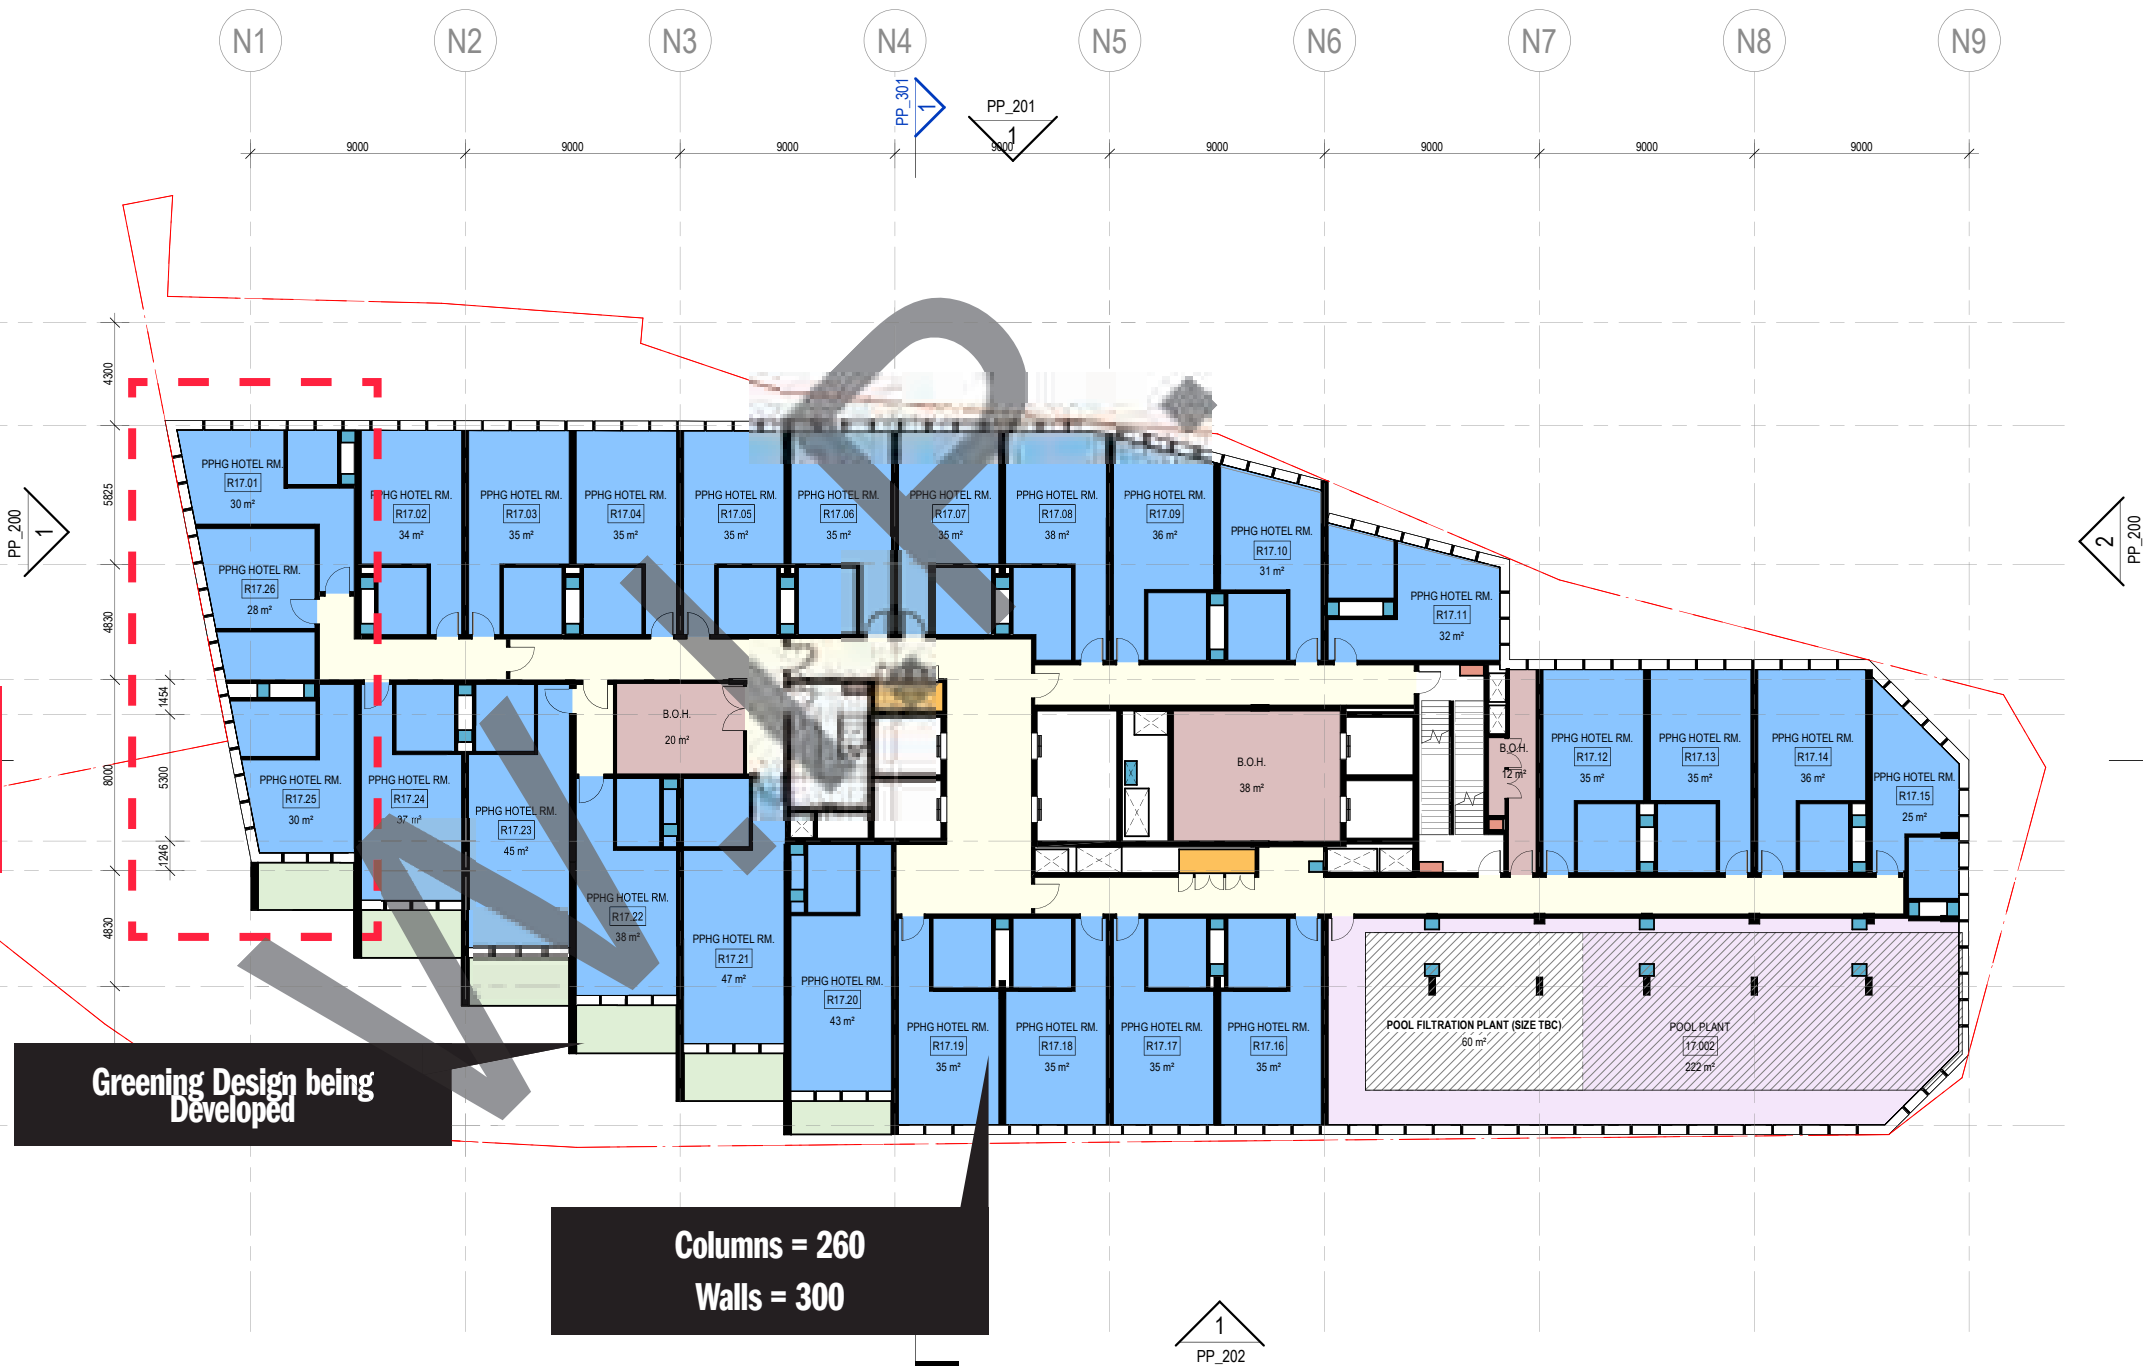 N1 N2 N3 N4 N5 N6 N7 N8 N9
PP_301
1
PP_201
1
9000 9000 9000 9000 9000 9000 9000 9000
4300
5825
4830
1454
8000
5300
1246
4830
PP_200
1
2
PP_200
PPHG HOTEL RM.
R17.01
30 m²
PPHG HOTEL RM.
R17.02
34 m²
PPHG HOTEL RM.
R17.03
35 m²
PPHG HOTEL RM.
R17.04
35 m²
PPHG HOTEL RM.
R17.05
35 m²
PPHG HOTEL RM.
R17.06
35 m²
PPHG HOTEL RM.
R17.07
35 m²
PPHG HOTEL RM.
R17.08
38 m²
PPHG HOTEL RM.
R17.09
36 m²
PPHG HOTEL RM.
R17.10
31 m²
PPHG HOTEL RM.
R17.11
32 m²
PPHG HOTEL RM.
R17.26
28 m²
B.O.H.
20 m²
B.O.H.
38 m²
B.O.H.
12 m²
PPHG HOTEL RM.
R17.12
35 m²
PPHG HOTEL RM.
R17.13
35 m²
PPHG HOTEL RM.
R17.14
36 m²
PPHG HOTEL RM.
R17.15
25 m²
PPHG HOTEL RM.
R17.25
30 m²
PPHG HOTEL RM.
R17.24
37 m²
PPHG HOTEL RM.
R17.23
45 m²
PPHG HOTEL RM.
R17.22
38 m²
PPHG HOTEL RM.
R17.21
47 m²
PPHG HOTEL RM.
R17.20
43 m²
PPHG HOTEL RM.
R17.19
35 m²
PPHG HOTEL RM.
R17.18
35 m²
PPHG HOTEL RM.
R17.17
35 m²
PPHG HOTEL RM.
R17.16
35 m²
POOL FILTRATION PLANT (SIZE TBC)
60 m²
POOL PLANT
17.002
222 m²
Greening Design being
Developed
Columns = 260
Walls = 300
1
PP_202